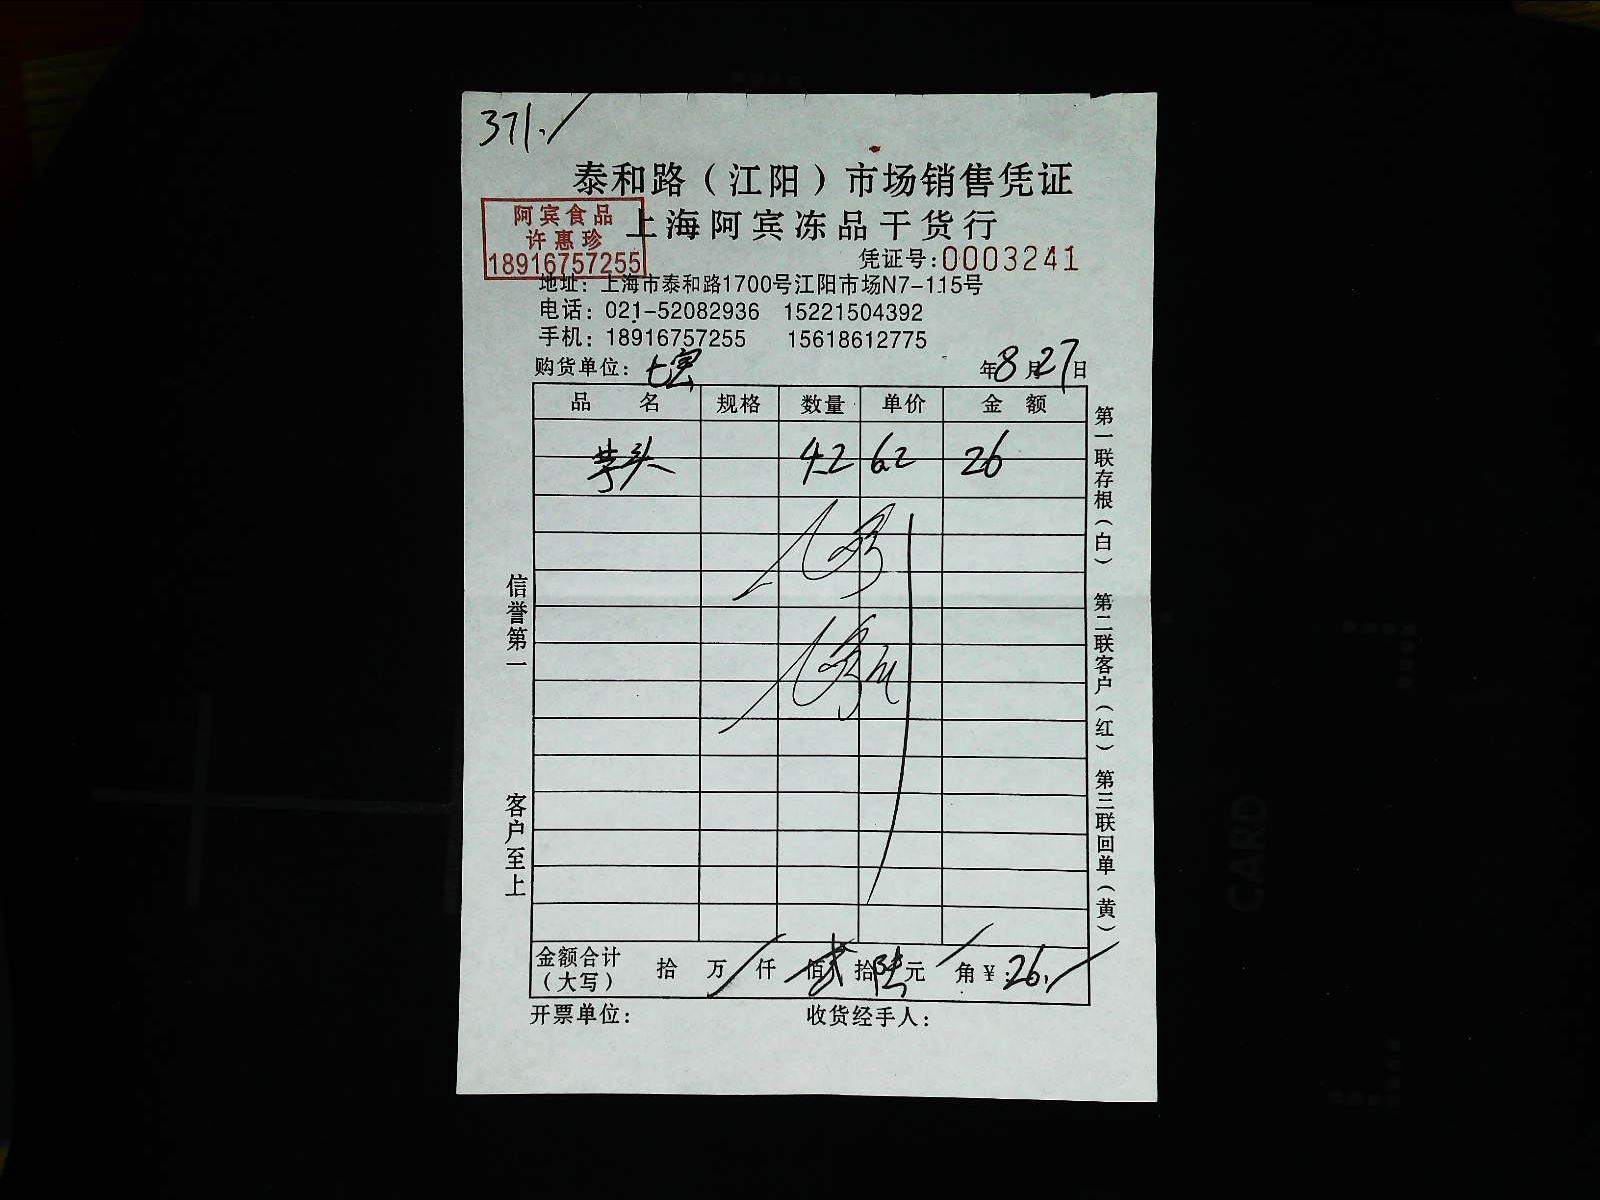 371.
泰和路（江阳）市场销售凭证
上海阿宾冻品干货行
阿宾食品
许惠珍
18916757255
凭证号:0003241
地址：上海市泰和路1700号江阳市场N7-115号
电话：021-52082936 15221504392
手机：18916757255 15618612775
购货单位：七宝 年8月27日
品 名 规格 数量 单价 金 额
芋头 4.2 6.2 26
金额合计（大写） 拾 万 仟 佰 贰拾 陆元 角￥:26.
开票单位： 收货经手人：
信誉第一 客户至上
第一联存根（白） 第二联客户（红） 第三联回单（黄）
CARD